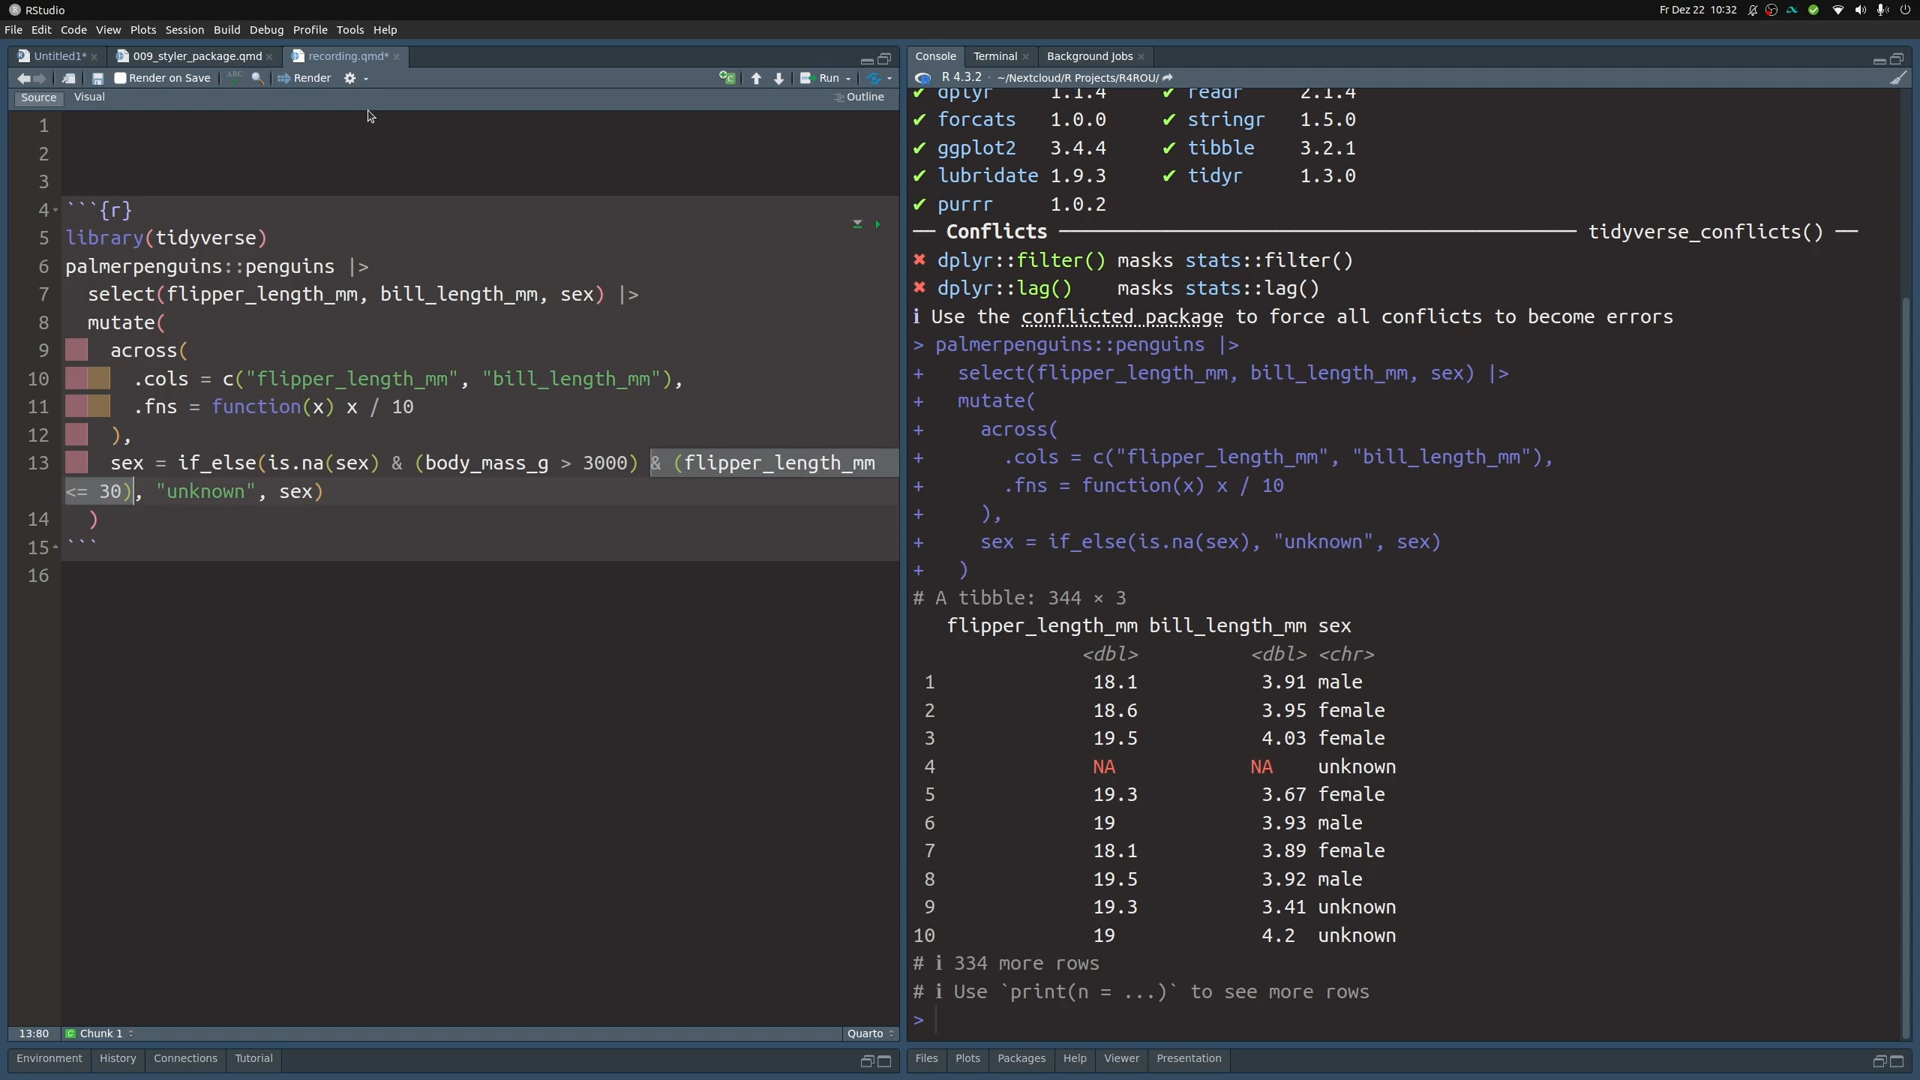 RStudio
Fr Dez 22 10:32
File Edit Code View Plots Session Build Debug Profile Tools Help
Untitled1* × 009_styler_package.qmd × recording.qmd* ×
Render on Save ABC Render Run
Source Visual Outline
1
2
3
4 ```{r}
5 library(tidyverse)
6 palmerpenguins::penguins |>
7 select(flipper_length_mm, bill_length_mm, sex) |>
8 mutate(
9 across(
10 .cols = c("flipper_length_mm", "bill_length_mm"),
11 .fns = function(x) x / 10
12 ),
13 sex = if_else(is.na(sex) & (body_mass_g > 3000) & (flipper_length_mm
<= 30), "unknown", sex)
14 )
15 ```
16
13:80 Chunk 1 Quarto
Environment History Connections Tutorial
Console Terminal × Background Jobs ×
R 4.3.2 · ~/Nextcloud/R Projects/R4ROU/
✔ dplyr 1.1.4 ✔ readr 2.1.4
✔ forcats 1.0.0 ✔ stringr 1.5.0
✔ ggplot2 3.4.4 ✔ tibble 3.2.1
✔ lubridate 1.9.3 ✔ tidyr 1.3.0
✔ purrr 1.0.2
── Conflicts ────────── tidyverse_conflicts() ──
✖ dplyr::filter() masks stats::filter()
✖ dplyr::lag() masks stats::lag()
ℹ Use the conflicted package to force all conflicts to become errors
> palmerpenguins::penguins |>
+ select(flipper_length_mm, bill_length_mm, sex) |>
+ mutate(
+ across(
+ .cols = c("flipper_length_mm", "bill_length_mm"),
+ .fns = function(x) x / 10
+ ),
+ sex = if_else(is.na(sex), "unknown", sex)
+ )
# A tibble: 344 × 3
flipper_length_mm bill_length_mm sex
<dbl> <dbl> <chr>
1 18.1 3.91 male
2 18.6 3.95 female
3 19.5 4.03 female
4 NA NA unknown
5 19.3 3.67 female
6 19 3.93 male
7 18.1 3.89 female
8 19.5 3.92 male
9 19.3 3.41 unknown
10 19 4.2 unknown
# ℹ 334 more rows
# ℹ Use `print(n = ...)` to see more rows
>
Files Plots Packages Help Viewer Presentation